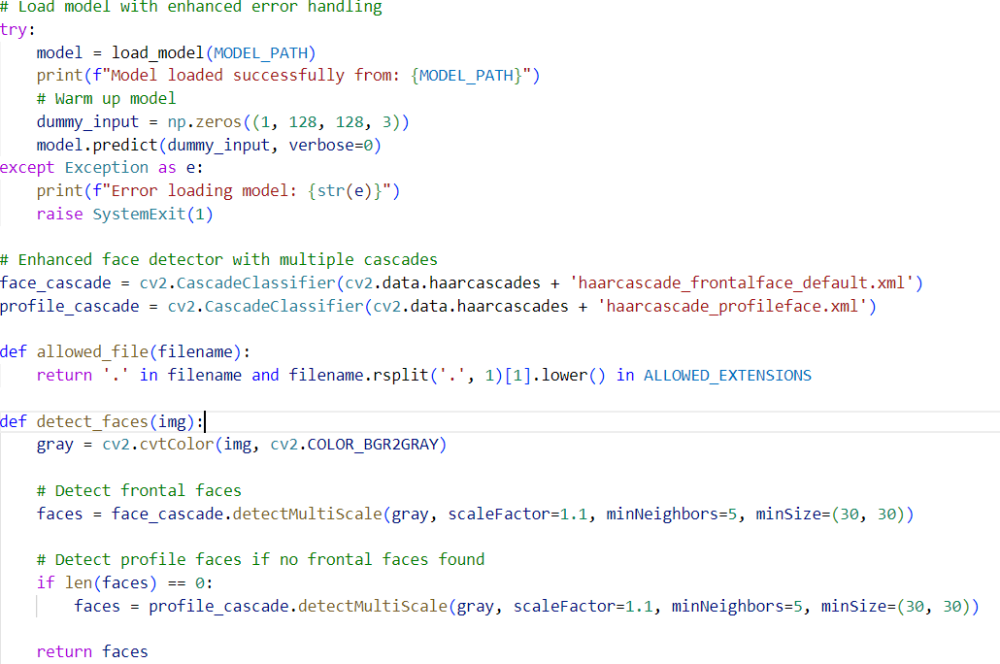 # Load model with enhanced error handling
try:
    model = load_model(MODEL_PATH)
    print(f"Model loaded successfully from: {MODEL_PATH}")
    # Warm up model
    dummy_input = np.zeros((1, 128, 128, 3))
    model.predict(dummy_input, verbose=0)
except Exception as e:
    print(f"Error loading model: {str(e)}")
    raise SystemExit(1)

# Enhanced face detector with multiple cascades
face_cascade = cv2.CascadeClassifier(cv2.data.haarcascades + 'haarcascade_frontalface_default.xml')
profile_cascade = cv2.CascadeClassifier(cv2.data.haarcascades + 'haarcascade_profileface.xml')

def allowed_file(filename):
    return '.' in filename and filename.rsplit('.', 1)[1].lower() in ALLOWED_EXTENSIONS

def detect_faces(img):
    gray = cv2.cvtColor(img, cv2.COLOR_BGR2GRAY)

    # Detect frontal faces
    faces = face_cascade.detectMultiScale(gray, scaleFactor=1.1, minNeighbors=5, minSize=(30, 30))

    # Detect profile faces if no frontal faces found
    if len(faces) == 0:
        faces = profile_cascade.detectMultiScale(gray, scaleFactor=1.1, minNeighbors=5, minSize=(30, 30))

    return faces